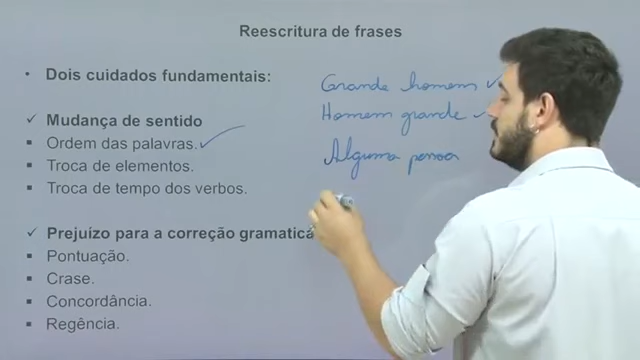 Reescritura de frases
• Dois cuidados fundamentais:
✓ Mudança de sentido
▪ Ordem das palavras. ✓
▪ Troca de elementos.
▪ Troca de tempo dos verbos.
✓ Prejuízo para a correção gramatica
▪ Pontuação.
▪ Crase.
▪ Concordância.
▪ Regência.
Grande homem ✓
Homem grande ✓
Alguma pessoa